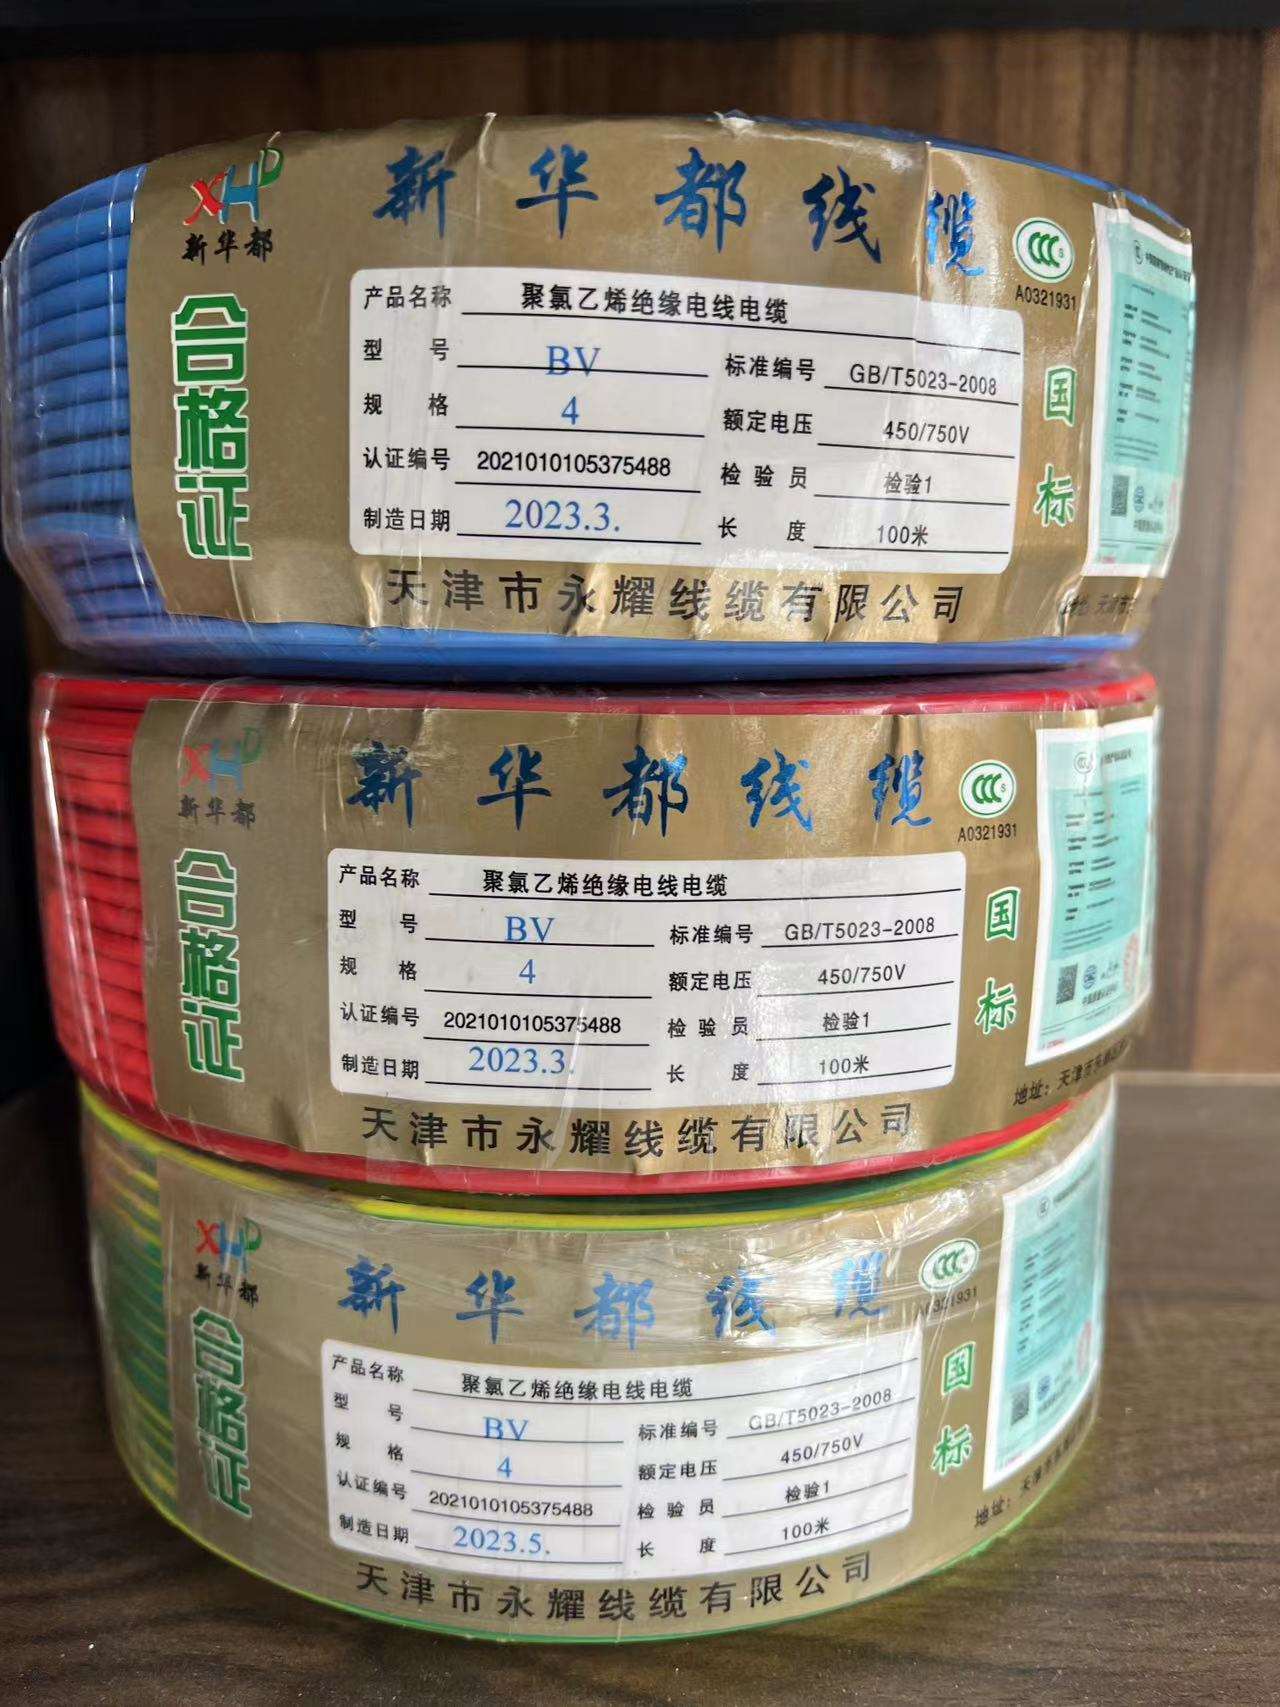 XHD
新华都
新华都线缆
CCC S
A0321931
合格证
产品名称 聚氯乙烯绝缘电线电缆
型 号 BV 标准编号 GB/T5023-2008
规 格 4 额定电压 450/750V
认证编号 2021010105375488 检验员 检验1
制造日期 2023.3. 长 度 100米
国标
天津市永耀线缆有限公司
XHD
新华都
新华都线缆
CCC S
A0321931
合格证
产品名称 聚氯乙烯绝缘电线电缆
型 号 BV 标准编号 GB/T5023-2008
规 格 4 额定电压 450/750V
认证编号 2021010105375488 检验员 检验1
制造日期 2023.3. 长 度 100米
国标
天津市永耀线缆有限公司
地址：天津市
XHD
新华都
新华都线缆
CCC S
A0321931
合格证
产品名称 聚氯乙烯绝缘电线电缆
型 号 BV 标准编号 GB/T5023-2008
规 格 4 额定电压 450/750V
认证编号 2021010105375488 检验员 检验1
制造日期 2023.5. 长 度 100米
国标
天津市永耀线缆有限公司
地址：天津市